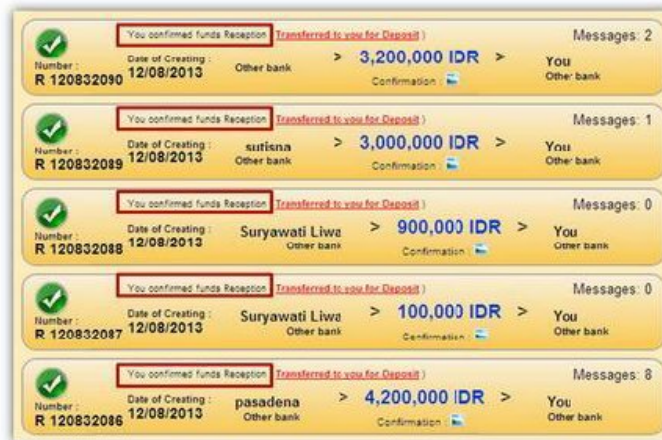 You confirmed funds Reception Transferred to you for Deposit )
Messages: 2
Number :
R 120832090
Date of Creating :
12/08/2013
Other bank
> 3,200,000 IDR >
Confirmation :
You
Other bank
You confirmed funds Reception Transferred to you for Deposit )
Messages: 1
Number :
R 120832089
Date of Creating :
12/08/2013
sutisna
Other bank
> 3,000,000 IDR >
Confirmation :
You
Other bank
You confirmed funds Reception Transferred to you for Deposit )
Messages: 0
Number :
R 120832088
Date of Creating :
12/08/2013
Suryawati Liwa
Other bank
> 900,000 IDR >
Confirmation :
You
Other bank
You confirmed funds Reception Transferred to you for Deposit )
Messages: 0
Number :
R 120832087
Date of Creating :
12/08/2013
Suryawati Liwa
Other bank
> 100,000 IDR >
Confirmation :
You
Other bank
You confirmed funds Reception Transferred to you for Deposit )
Messages: 8
Number :
R 120832086
Date of Creating :
12/08/2013
pasadena
Other bank
> 4,200,000 IDR >
Confirmation :
You
Other bank